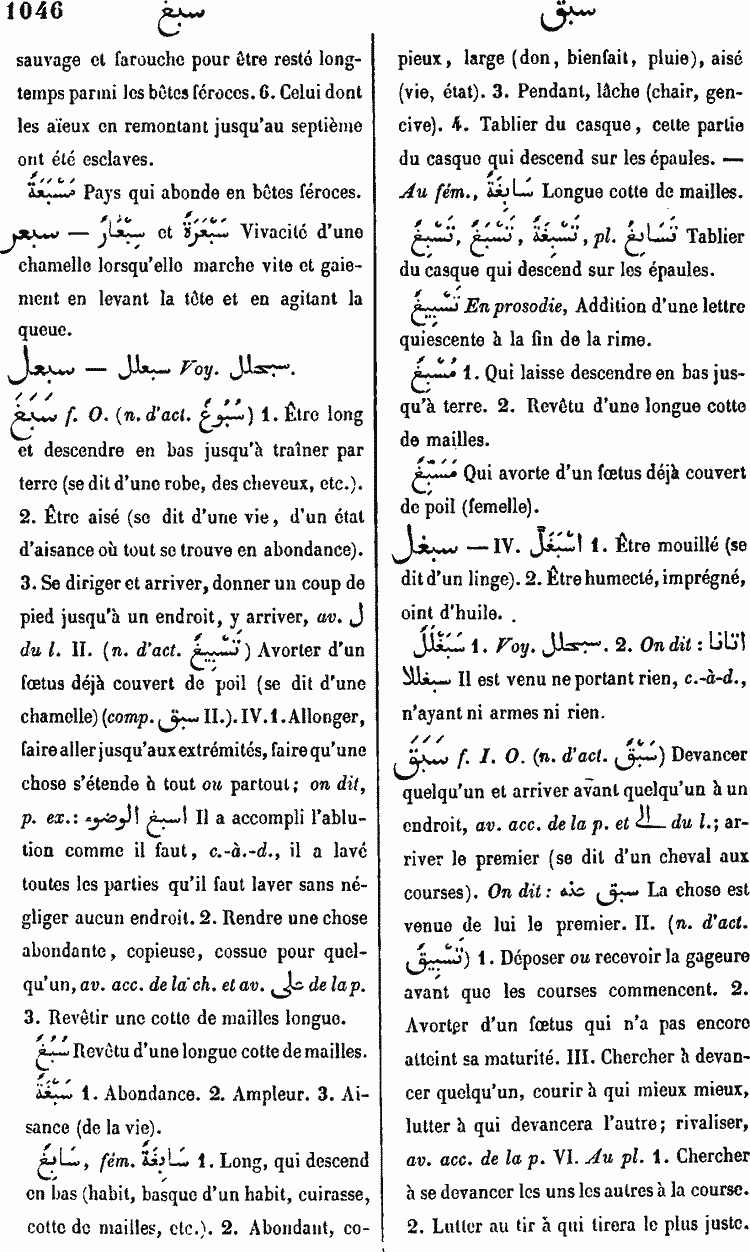 1046 سبغ سبق
sauvage et farouche pour être resté long-
temps parmi les bêtes féroces. 6. Celui dont
les aïeux en remontant jusqu'au septième
ont été esclaves.
مَسْبَعَةٌ Pays qui abonde en bêtes féroces.
سبعر — سَبْعَرَةٌ et سِبْعَارٌ Vivacité d'une
chamelle lorsqu'elle marche vite et gaie-
ment en levant la tête et en agitant la
queue.
سبعل — سبعلل Voy. سبحلل.
سَبَغَ f. O. (n. d'act. سُبُوغٌ) 1. Être long
et descendre en bas jusqu'à traîner par
terre (se dit d'une robe, des cheveux, etc.).
2. Être aisé (se dit d'une vie, d'un état
d'aisance où tout se trouve en abondance).
3. Se diriger et arriver, donner un coup de
pied jusqu'à un endroit, y arriver, av. ل
du l. II. (n. d'act. تَسْبِيغٌ) Avorter d'un
fœtus déjà couvert de poil (se dit d'une
chamelle) (comp. سبق II.). IV. 1. Allonger,
faire aller jusqu'aux extrémités, faire qu'une
chose s'étende à tout ou partout; on dit,
p. ex.: اسبغ الوضوء Il a accompli l'ablu-
tion comme il faut, c.-à.-d., il a lavé
toutes les parties qu'il faut laver sans né-
gliger aucun endroit. 2. Rendre une chose
abondante, copieuse, cossue pour quel-
qu'un, av. acc. de la ch. et av. على de la p.
3. Revêtir une cotte de mailles longue.
سَبْغٌ Revêtu d'une longue cotte de mailles.
سَبْغَةٌ 1. Abondance. 2. Ampleur. 3. Ai-
sance (de la vie).
سَابِغٌ, fém. سَابِغَةٌ 1. Long, qui descend
en bas (habit, basque d'un habit, cuirasse,
cotte de mailles, etc.). 2. Abondant, co-
pieux, large (don, bienfait, pluie), aisé
(vie, état). 3. Pendant, lâche (chair, gen-
cive). 4. Tablier du casque, cette partie
du casque qui descend sur les épaules. —
Au fém., سَابِغَةٌ Longue cotte de mailles.
تَسْبِغٌ, تَسْبَغٌ, تَسْبِغَةٌ, pl. تَسَابِغُ Tablier
du casque qui descend sur les épaules.
تَسْبِيغٌ En prosodie, Addition d'une lettre
quiescente à la fin de la rime.
مُسْبِغٌ 1. Qui laisse descendre en bas jus-
qu'à terre. 2. Revêtu d'une longue cotte
de mailles.
مُسَبِّغٌ Qui avorte d'un fœtus déjà couvert
de poil (femelle).
سبغل — IV. اسْبَغَلَّ 1. Être mouillé (se
dit d'un linge). 2. Être humecté, imprégné,
oint d'huile.
سَبَغْلَلٌ 1. Voy. سبحلل. 2. On dit: اتانا
سبغللا Il est venu ne portant rien, c.-à-d.,
n'ayant ni armes ni rien.
سَبَقَ f. I. O. (n. d'act. سَبْقٌ) Devancer
quelqu'un et arriver avant quelqu'un à un
endroit, av. acc. de la p. et الى du l.; ar-
river le premier (se dit d'un cheval aux
courses). On dit: سبق عنه La chose est
venue de lui le premier. II. (n. d'act.
تَسْبِيقٌ) 1. Déposer ou recevoir la gageure
avant que les courses commencent. 2.
Avorter d'un fœtus qui n'a pas encore
atteint sa maturité. III. Chercher à devan-
cer quelqu'un, courir à qui mieux mieux,
lutter à qui devancera l'autre; rivaliser,
av. acc. de la p. VI. Au pl. 1. Chercher
à se devancer les uns les autres à la course.
2. Lutter au tir à qui tirera le plus juste.